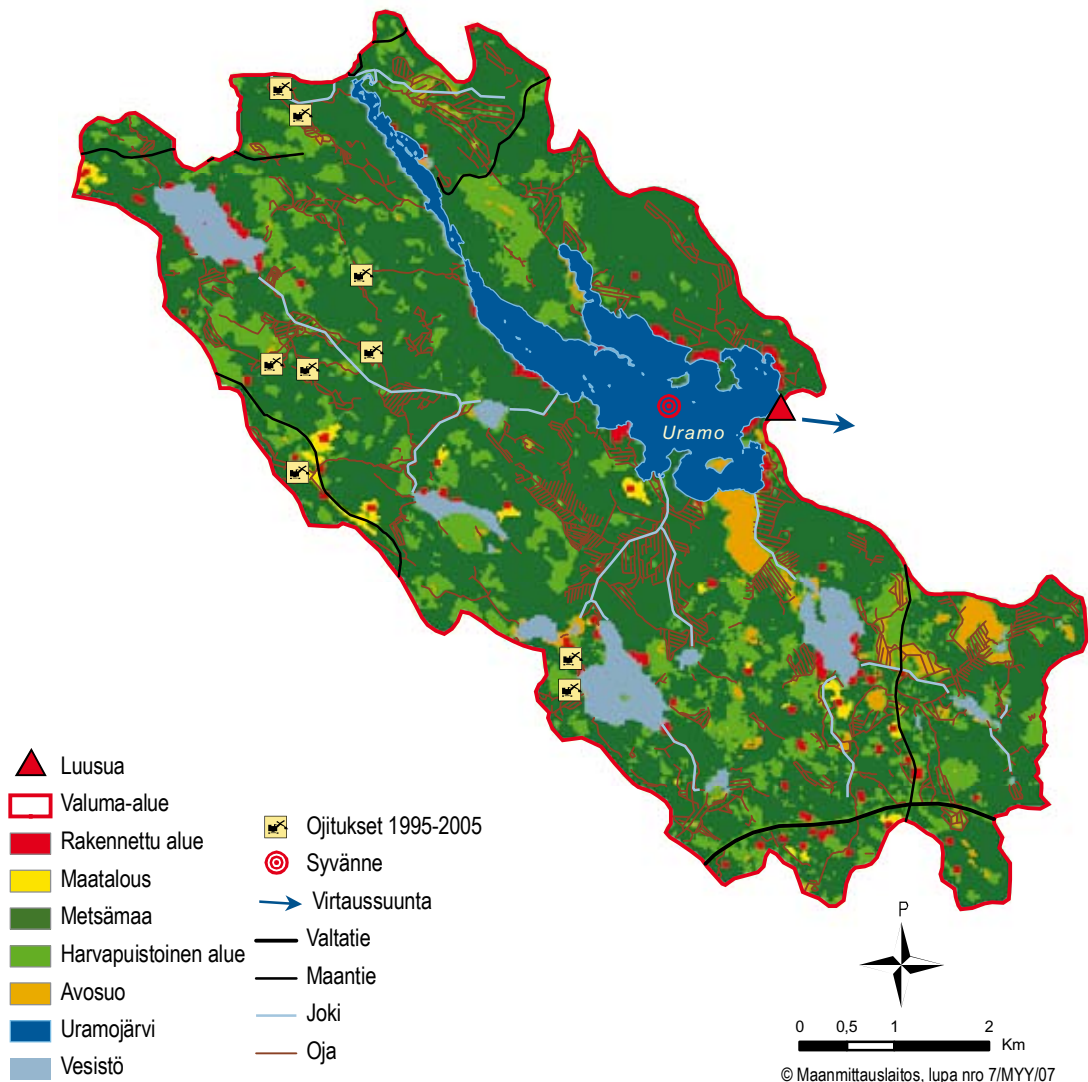 Uramo
Luusua
Valuma-alue
Rakennettu alue
Maatalous
Metsämaa
Harvapuistoinen alue
Avosuo
Uramojärvi
Vesistö
Ojitukset 1995-2005
Syvänne
Virtaussuunta
Valtatie
Maantie
Joki
Oja
P
0 0,5 1 2
Km
© Maanmittauslaitos, lupa nro 7/MYY/07